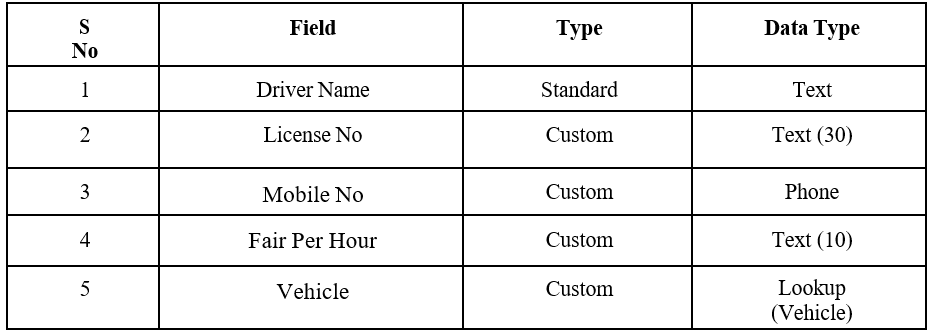 S No Field Type Data Type
1 Driver Name Standard Text
2 License No Custom Text (30)
3 Mobile No Custom Phone
4 Fair Per Hour Custom Text (10)
5 Vehicle Custom Lookup (Vehicle)